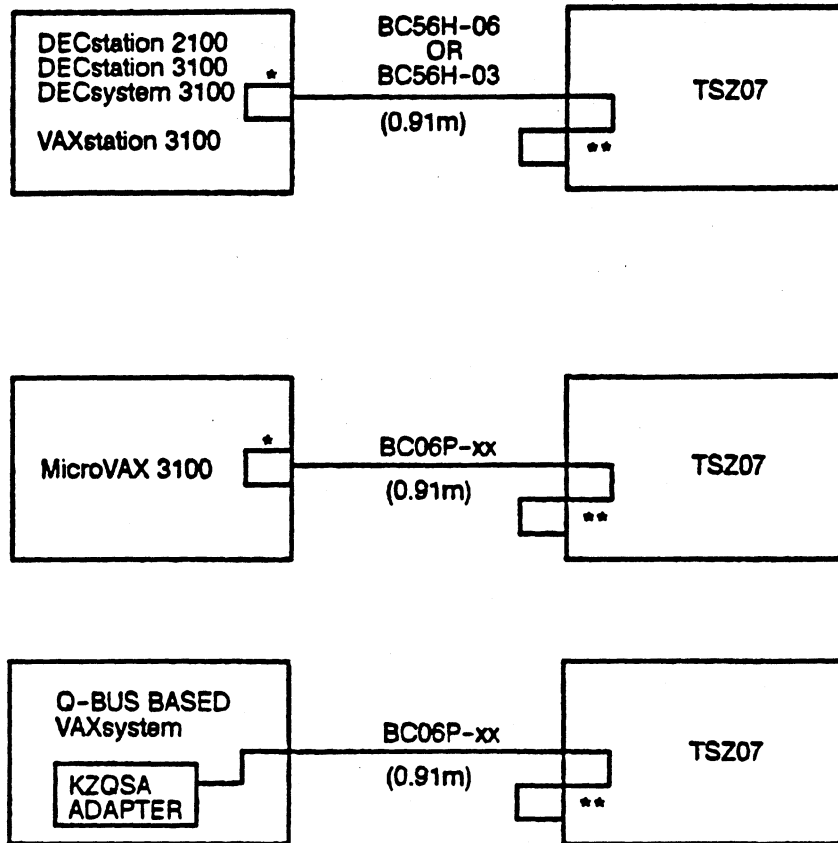 DECstation 2100
DECstation 3100
DECsystem 3100
*
VAXstation 3100
BC56H-06
OR
BC56H-03
(0.91m)
TSZ07
**
MicroVAX 3100
*
BC06P-xx
(0.91m)
TSZ07
**
Q-BUS BASED
VAXsystem
KZQSA
ADAPTER
BC06P-xx
(0.91m)
TSZ07
**